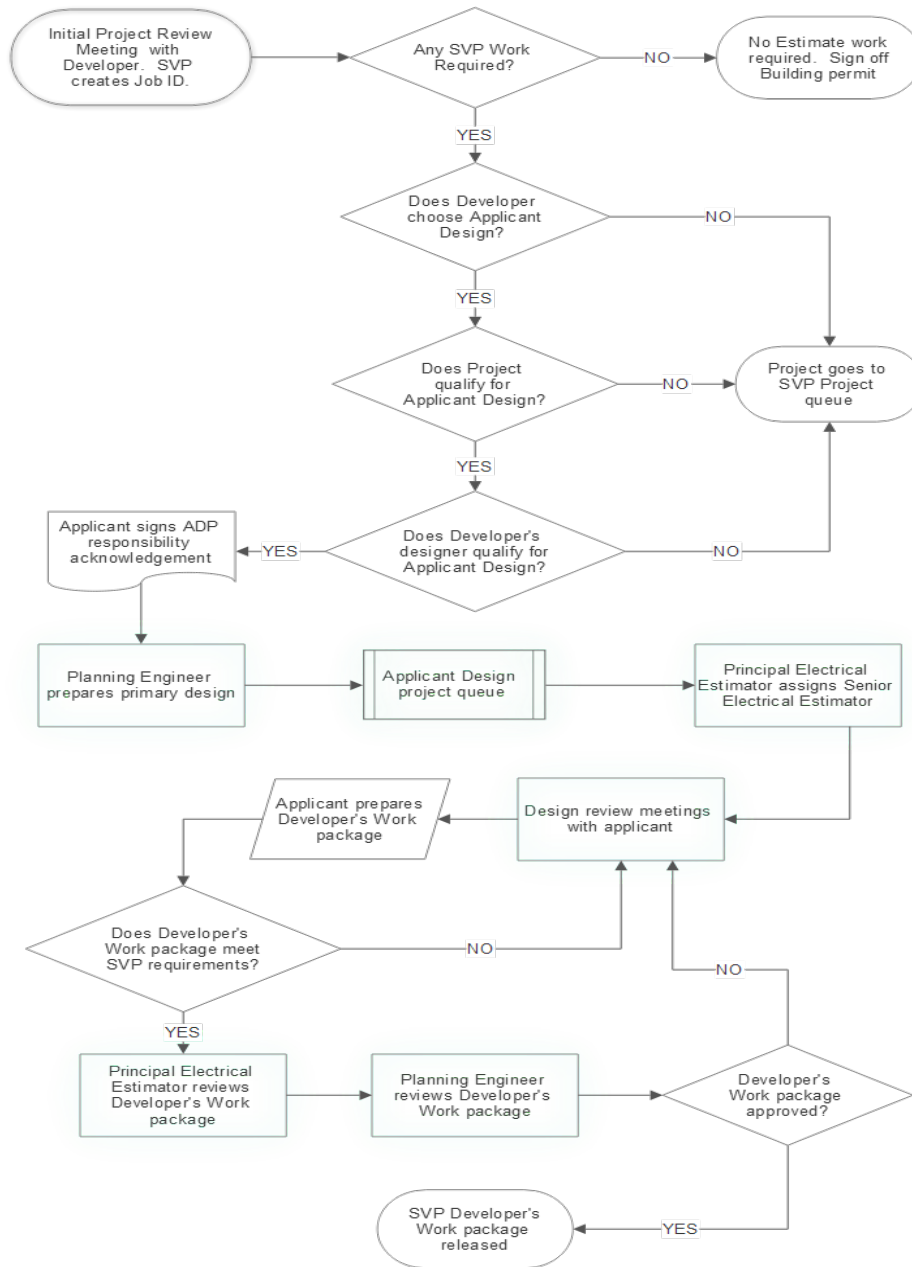 Initial Project Review
Meeting with
Developer. SVP
creates Job ID.
Any SVP Work
Required?
NO
No Estimate work
required. Sign off
Building permit
YES
Does Developer
choose Applicant
Design?
NO
YES
Does Project
qualify for
Applicant Design?
NO
Project goes to
SVP Project
queue
YES
Applicant signs ADP
responsibility
acknowledgement
YES
Does Developer's
designer qualify for
Applicant Design?
NO
Planning Engineer
prepares primary design
Applicant Design
project queue
Principal Electrical
Estimator assigns Senior
Electrical Estimator
Applicant prepares
Developer's Work
package
Design review meetings
with applicant
Does Developer's
Work package meet
SVP requirements?
NO
NO
YES
Principal Electrical
Estimator reviews
Developer's Work
package
Planning Engineer
reviews Developer's
Work package
Developer's
Work package
approved?
SVP Developer's
Work package
released
YES